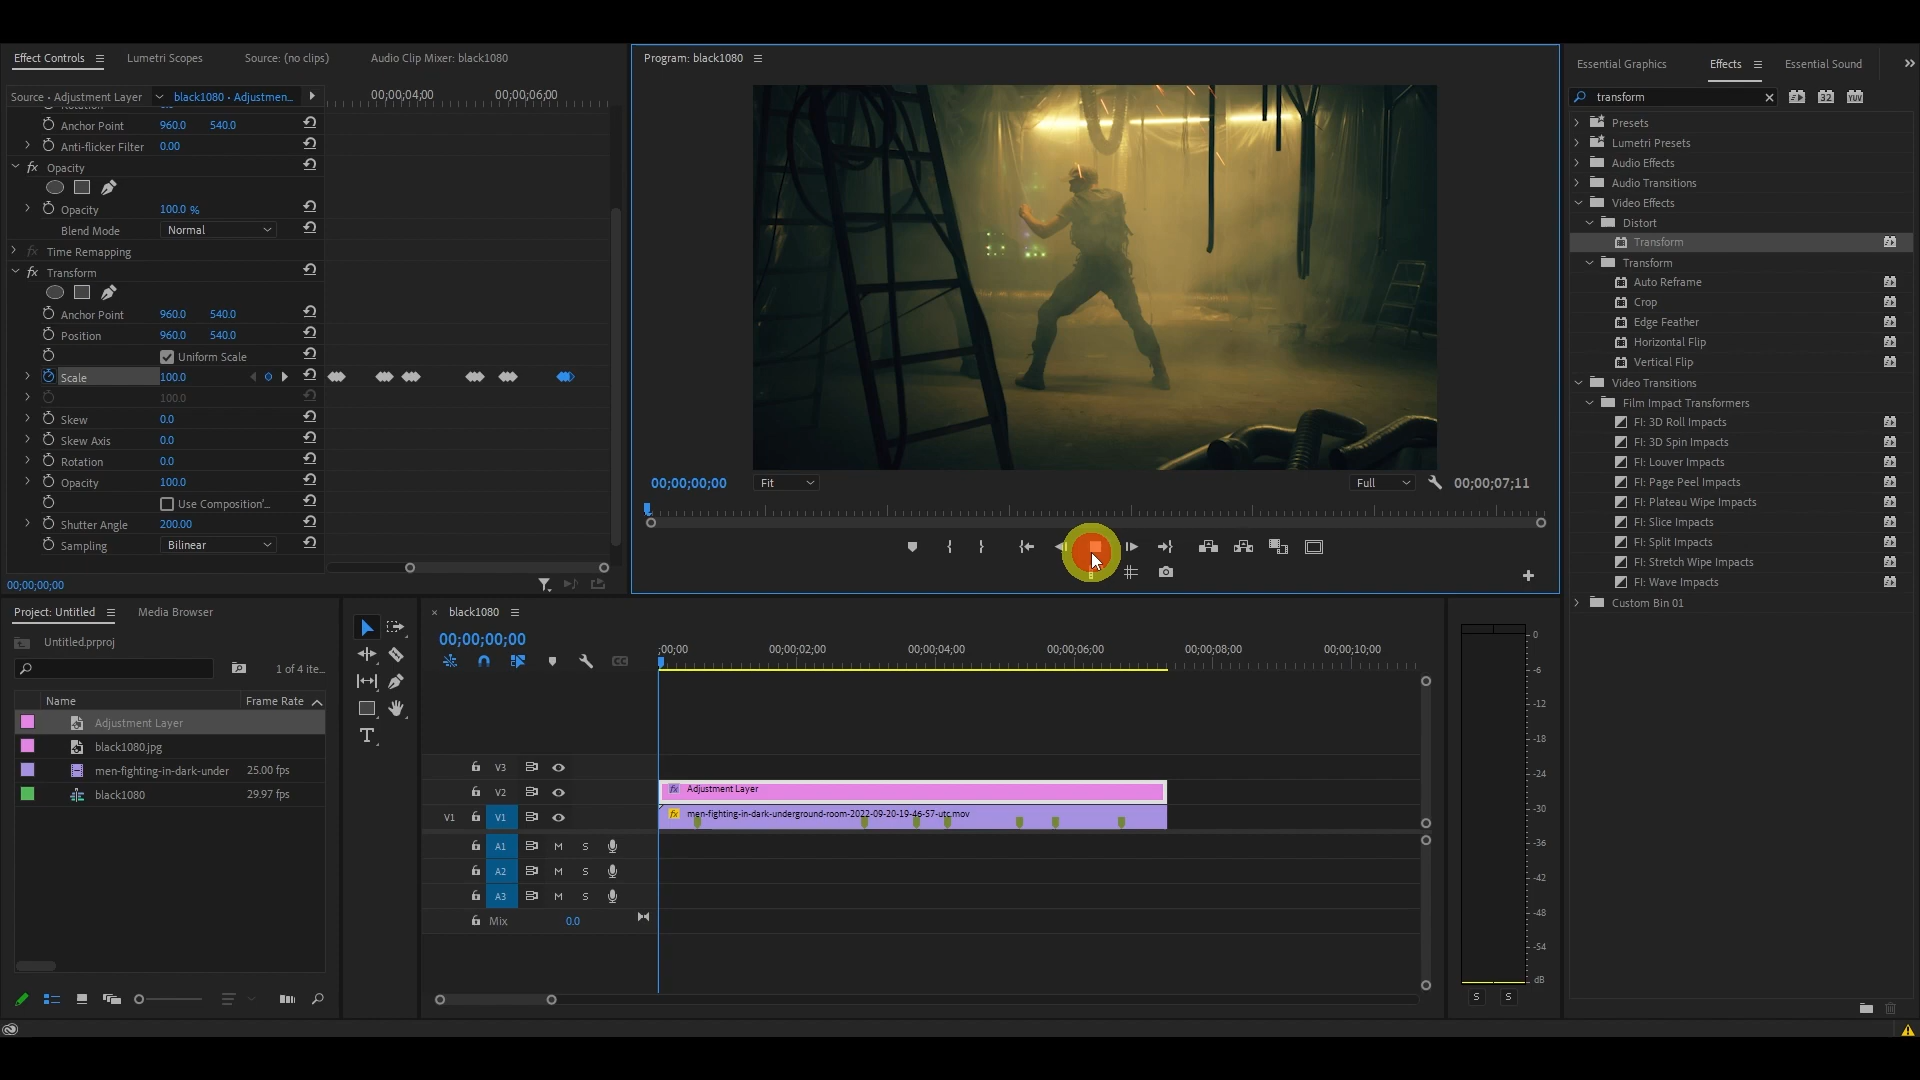 Effect Controls
Lumetri Scopes
Source: (no clips)
Audio Clip Mixer: black1080
Source • Adjustment Layer
black1080 • Adjustmen...
00;00;04;00
00;00;06;00
Anchor Point 960.0 540.0
Anti-flicker Filter 0.00
fx Opacity
Opacity 100.0 %
Blend Mode Normal
fx Time Remapping
fx Transform
Anchor Point 960.0 540.0
Position 960.0 540.0
Uniform Scale
Scale 100.0
100.0
Skew 0.0
Skew Axis 0.0
Rotation 0.0
Opacity 100.0
Use Composition'...
Shutter Angle 200.00
Sampling Bilinear
00;00;00;00
Program: black1080
00;00;00;00
Fit
Full
00;00;07;11
Essential Graphics
Effects
Essential Sound
transform
32
YUV
Presets
Lumetri Presets
Audio Effects
Audio Transitions
Video Effects
Distort
Transform
Transform
Auto Reframe
Crop
Edge Feather
Horizontal Flip
Vertical Flip
Video Transitions
Film Impact Transformers
FI: 3D Roll Impacts
FI: 3D Spin Impacts
FI: Louver Impacts
FI: Page Peel Impacts
FI: Plateau Wipe Impacts
FI: Slice Impacts
FI: Split Impacts
FI: Stretch Wipe Impacts
FI: Wave Impacts
Custom Bin 01
Project: Untitled
Media Browser
Untitled.prproj
1 of 4 ite...
Name
Frame Rate
Adjustment Layer
black1080.jpg
men-fighting-in-dark-under 25.00 fps
black1080 29.97 fps
T
× black1080
00;00;00;00
CC
;00;00
00;00;02;00
00;00;04;00
00;00;06;00
00;00;08;00
00;00;10;00
V3
V2
fx Adjustment Layer
V1 V1
fx men-fighting-in-dark-underground-room-2022-09-20-19-46-57-utc.mov
A1 M S
A2 M S
A3 M S
Mix 0.0
0
-6
-12
-18
-24
-30
-36
-42
-48
-54
dB
S S